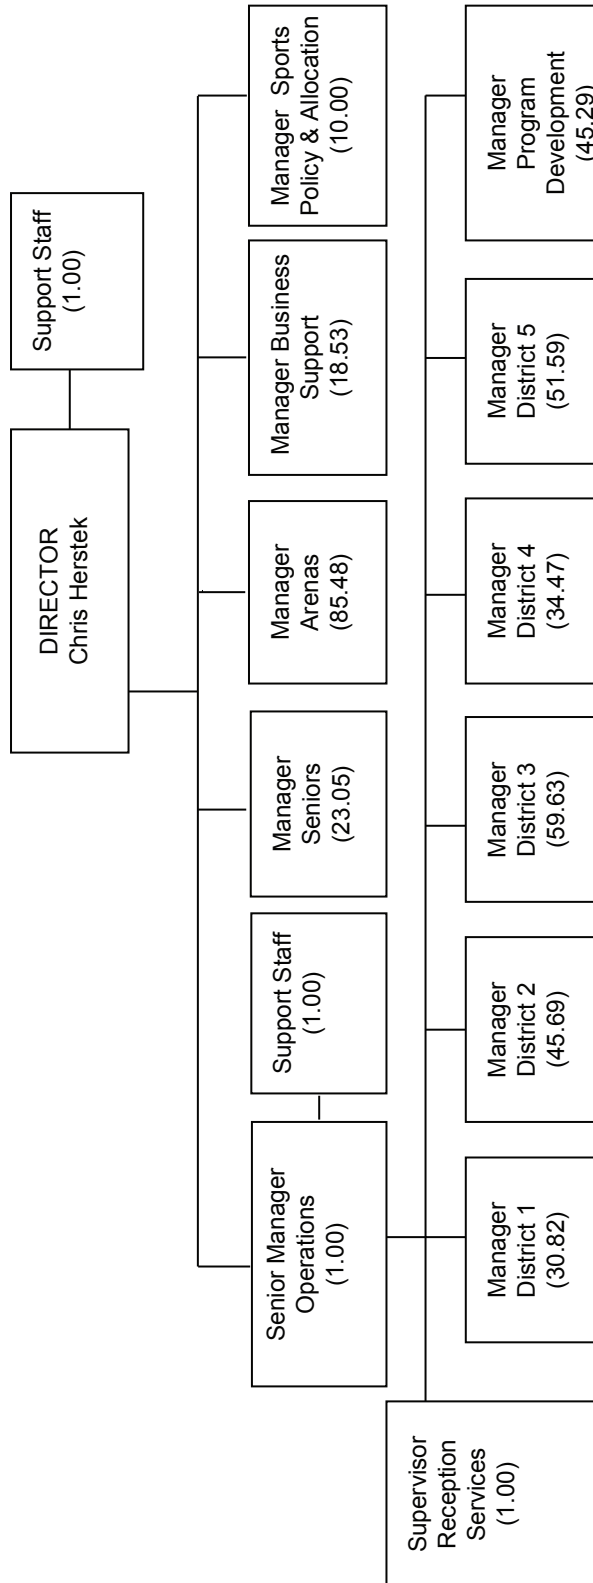 DIRECTOR
Chris Herstek
Support Staff
(1.00)
Senior Manager
Operations
(1.00)
Support Staff
(1.00)
Manager
Seniors
(23.05)
Manager
Arenas
(85.48)
Manager Business
Support
(18.53)
Manager Sports
Policy & Allocation
(10.00)
Supervisor
Reception
Services
(1.00)
Manager
District 1
(30.82)
Manager
District 2
(45.69)
Manager
District 3
(59.63)
Manager
District 4
(34.47)
Manager
District 5
(51.59)
Manager
Program
Development
(45.29)